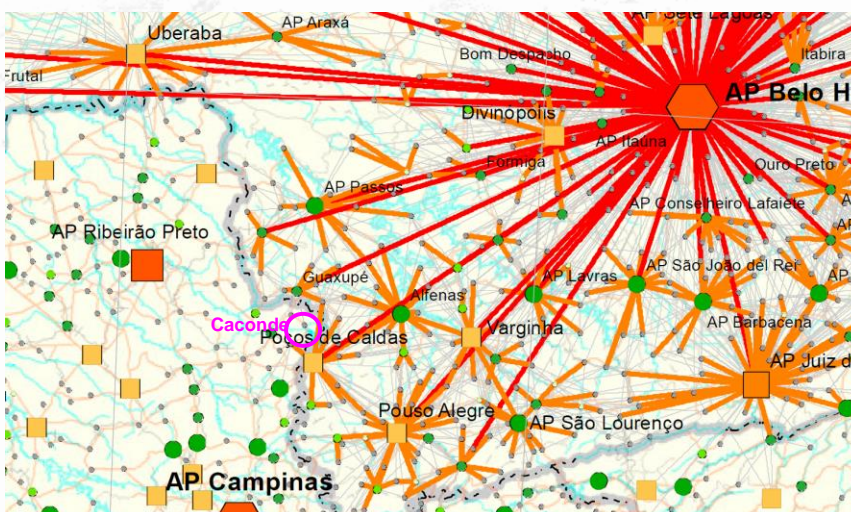 AP Araxá
AP Sete Lagoas
Uberaba
Bom Despacho
Itabira
Frutal
AP Belo H
Divinópolis
AP Itaúna
Formiga
Ouro Preto
AP Passos
AP Conselheiro Lafaiete
AP Ribeirão Preto
Guaxupé
AP Lavras
AP São João del Rei
AP
Alfenas
Caconde
Varginha
AP Barbacena
Poços de Caldas
AP Juiz d
Pouso Alegre
AP São Lourenço
AP Campinas